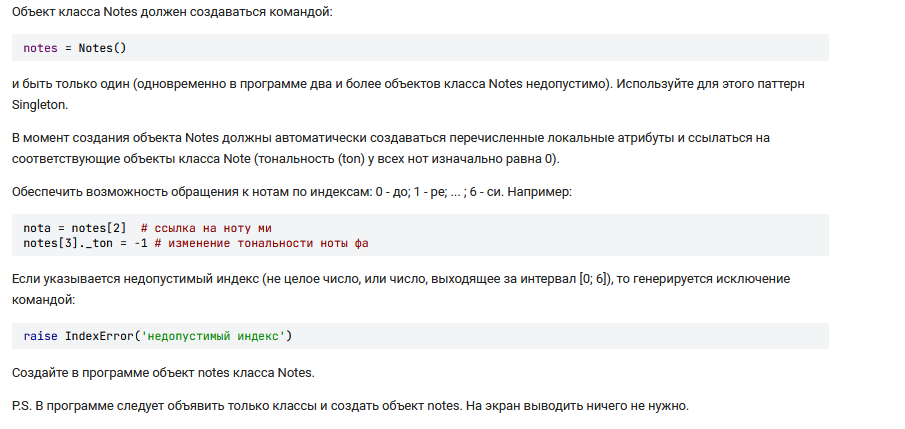 Объект класса Notes должен создаваться командой:
notes = Notes()
и быть только один (одновременно в программе два и более объектов класса Notes недопустимо). Используйте для этого паттерн
Singleton.
В момент создания объекта Notes должны автоматически создаваться перечисленные локальные атрибуты и ссылаться на
соответствующие объекты класса Note (тональность (ton) у всех нот изначально равна 0).
Обеспечить возможность обращения к нотам по индексам: 0 - до; 1 - ре; ... ; 6 - си. Например:
nota = notes[2]  # ссылка на ноту ми
notes[3]._ton = -1 # изменение тональности ноты фа
Если указывается недопустимый индекс (не целое число, или число, выходящее за интервал [0; 6]), то генерируется исключение
командой:
raise IndexError('недопустимый индекс')
Создайте в программе объект notes класса Notes.
P.S. В программе следует объявить только классы и создать объект notes. На экран выводить ничего не нужно.